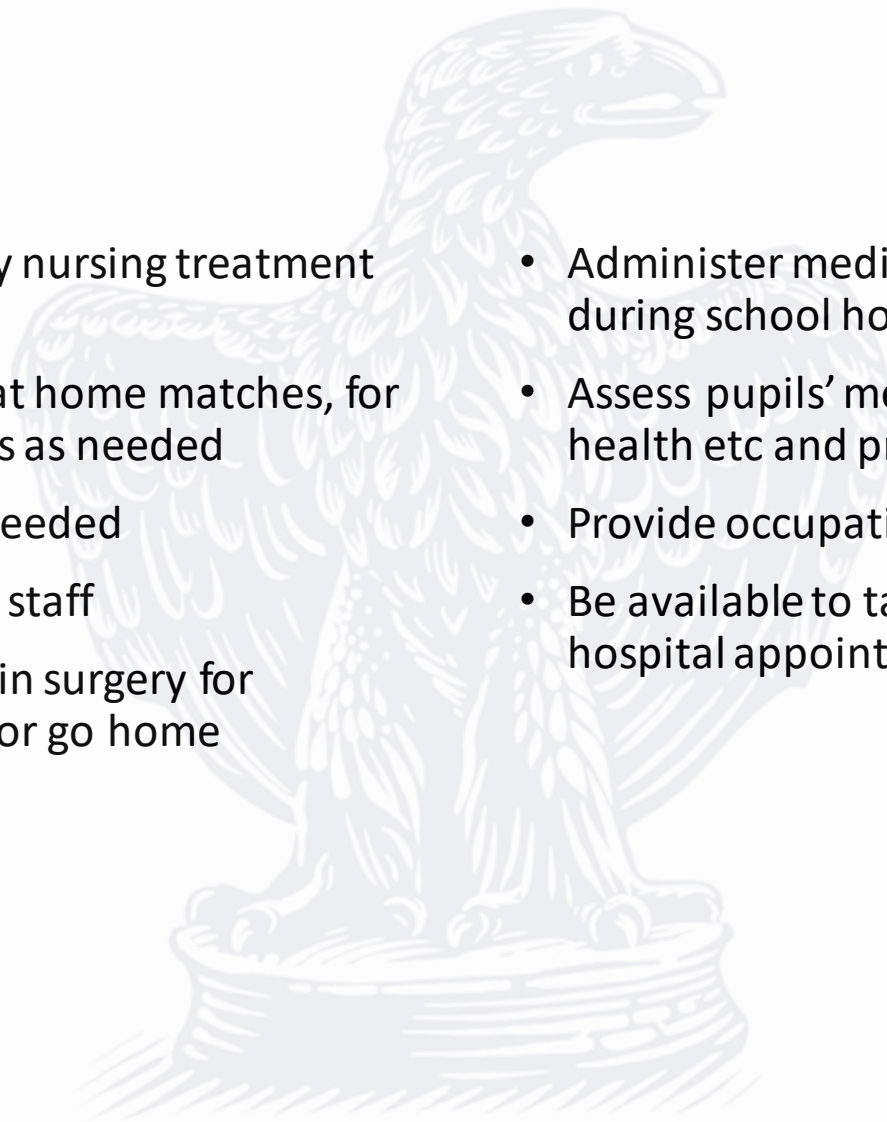 y nursing treatment
at home matches, for
s as needed
eeded
staff
in surgery for
or go home
• Administer medi
during school ho
• Assess pupils’ me
health etc and pr
• Provide occupati
• Be available to ta
hospital appoint